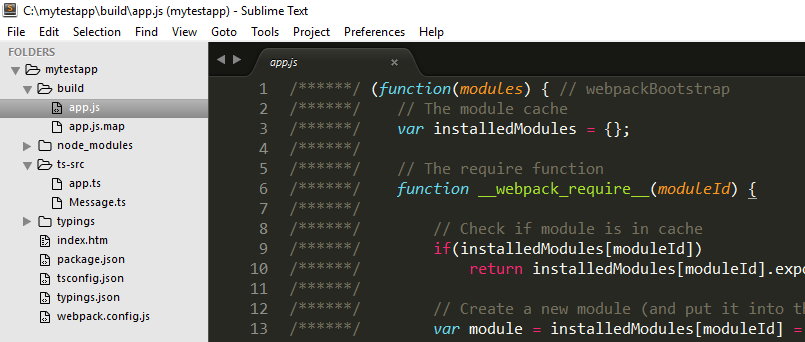 C:\mytestapp\build\app.js (mytestapp) - Sublime Text
File Edit Selection Find View Goto Tools Project Preferences Help
FOLDERS
mytestapp
build
app.js
app.js.map
node_modules
ts-src
app.ts
Message.ts
typings
index.htm
package.json
tsconfig.json
typings.json
webpack.config.js
app.js
1 /******/ (function(modules) { // webpackBootstrap
2 /******/ // The module cache
3 /******/ var installedModules = {};
4 /******/
5 /******/ // The require function
6 /******/ function __webpack_require__(moduleId) {
7 /******/
8 /******/ // Check if module is in cache
9 /******/ if(installedModules[moduleId])
10 /******/ return installedModules[moduleId].expo
11 /******/
12 /******/ // Create a new module (and put it into th
13 /******/ var module = installedModules[moduleId] =